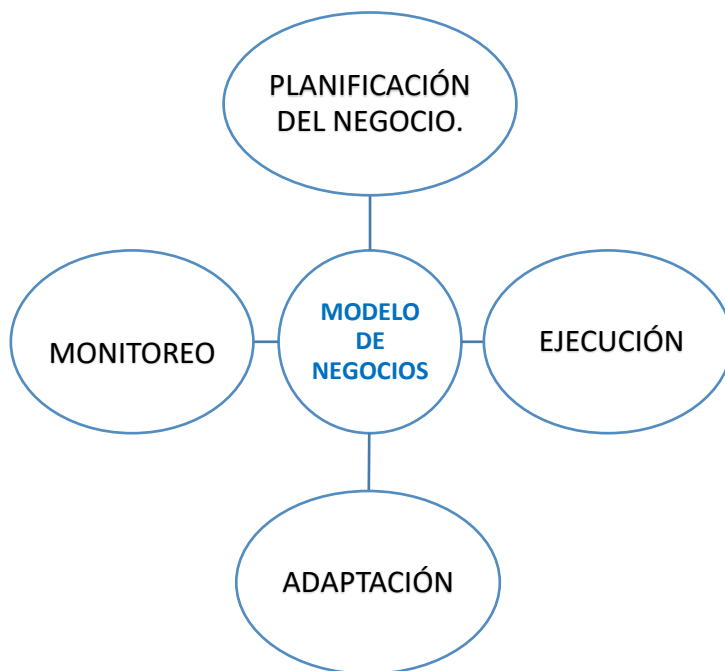 PLANIFICACIÓN
DEL NEGOCIO.
MODELO
DE
NEGOCIOS
MONITOREO
EJECUCIÓN
ADAPTACIÓN